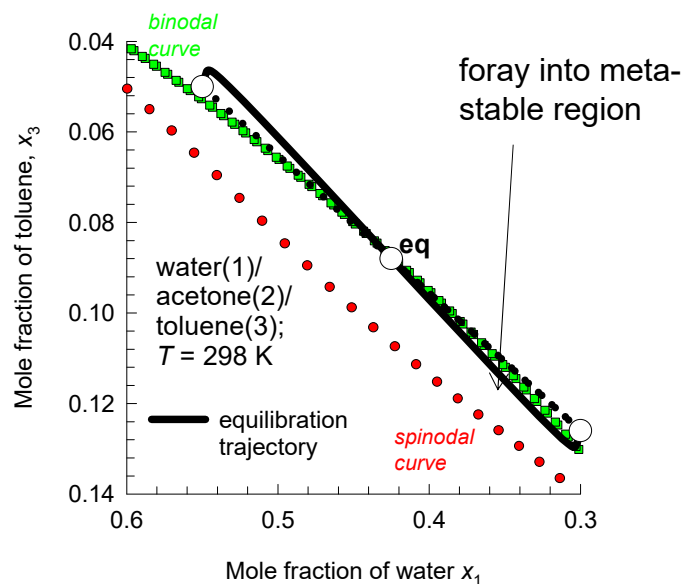 binodal
curve
foray into meta-
stable region
eq
water(1)/
acetone(2)/
toluene(3);
T = 298 K
equilibration
trajectory
spinodal
curve
Mole fraction of toluene, x3
0.04
0.06
0.08
0.10
0.12
0.14
0.6 0.5 0.4 0.3
Mole fraction of water x1